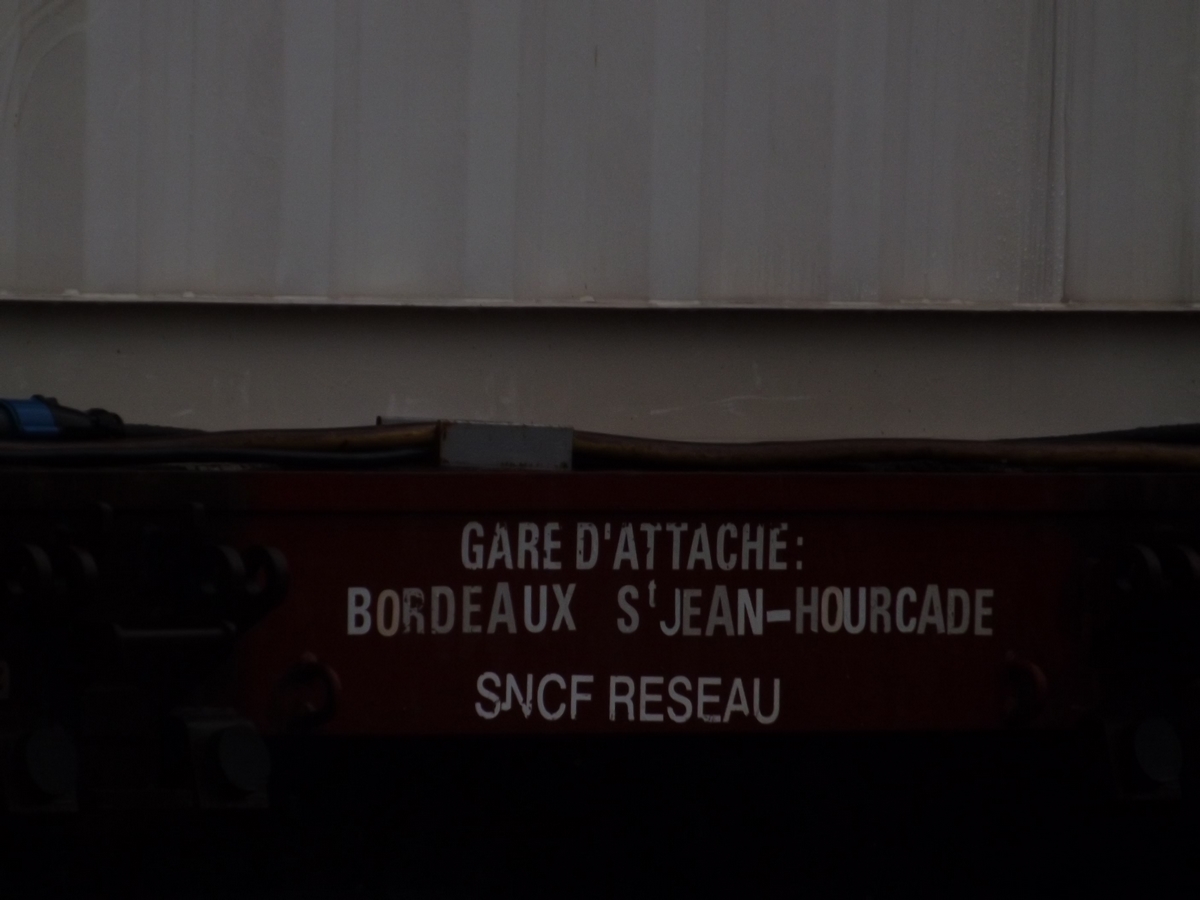 GARE D'ATTACHE:
BORDEAUX St JEAN-HOURCADE
SNCF RESEAU